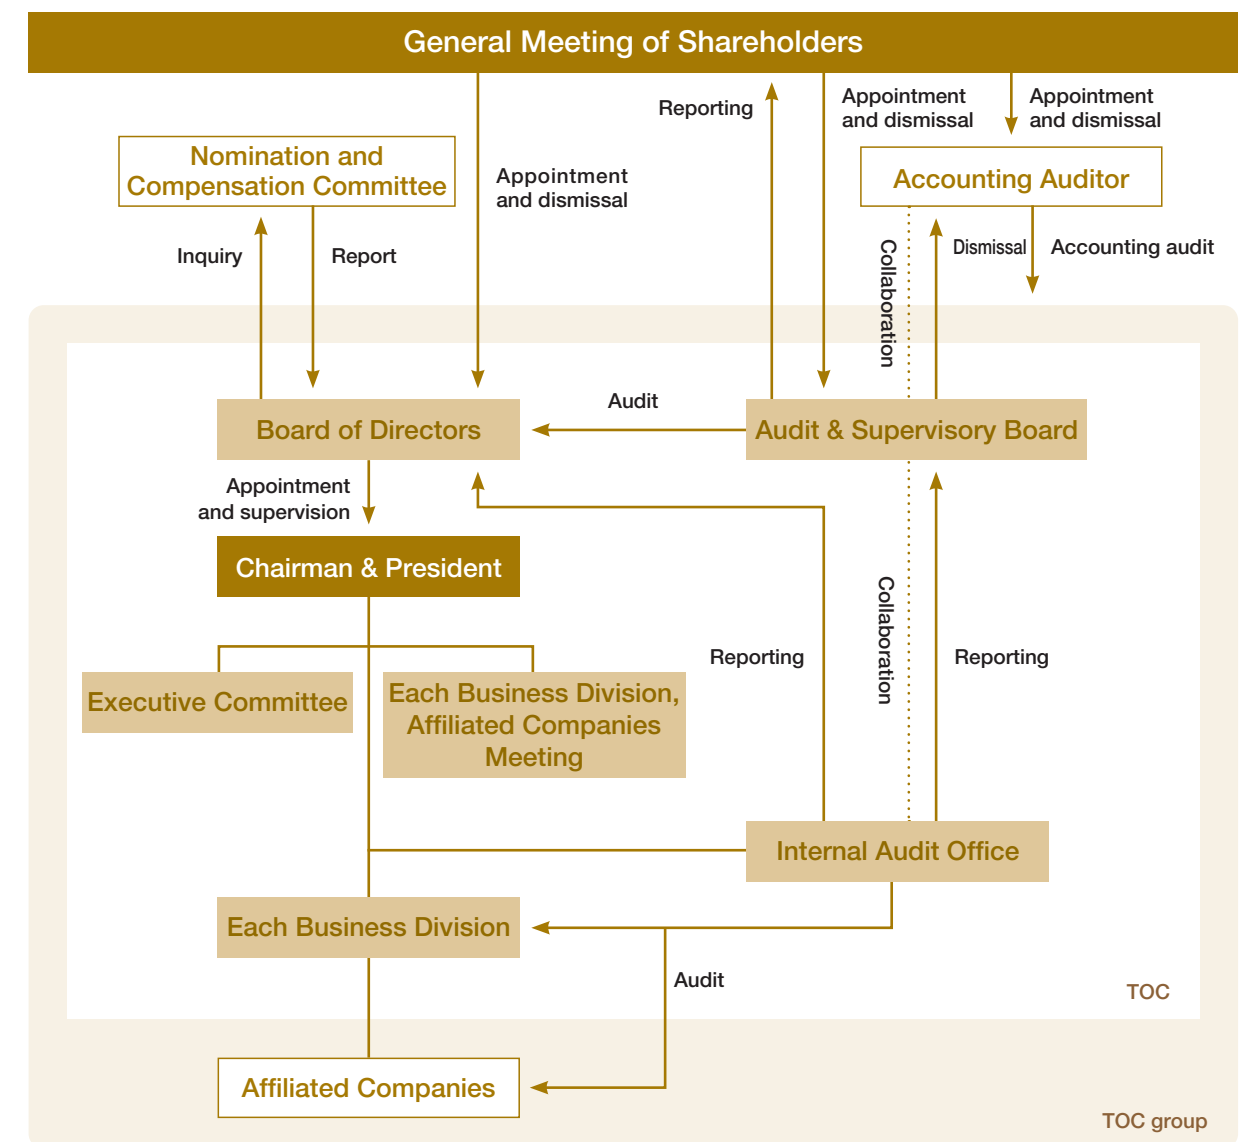 General Meeting of Shareholders
Reporting
Appointment
and dismissal
Appointment
and dismissal
Nomination and
Compensation Committee
Appointment
and dismissal
Accounting Auditor
Inquiry
Report
Collaboration
Dismissal
Accounting audit
Board of Directors
Audit
Audit & Supervisory Board
Appointment
and supervision
Chairman & President
Executive Committee
Each Business Division,
Affiliated Companies
Meeting
Reporting
Collaboration
Reporting
Internal Audit Office
Each Business Division
Audit
TOC
Affiliated Companies
TOC group